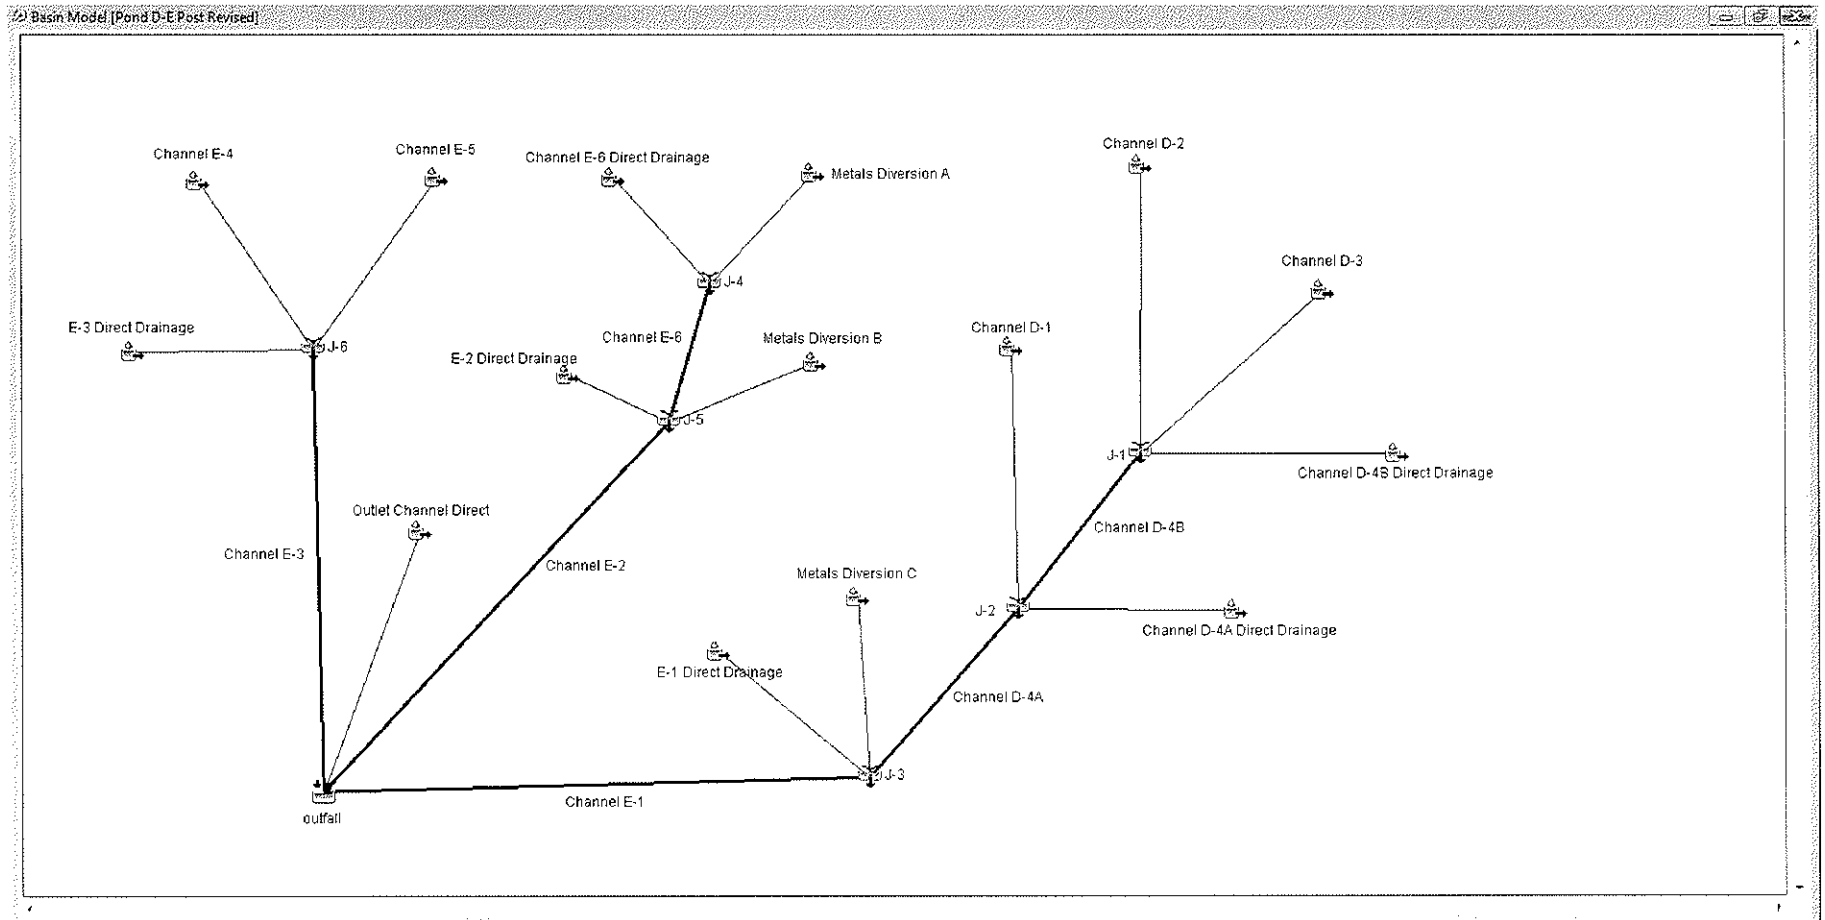 Basin Model [Pond D-E Post Revised]
Channel D-2
Channel E-4
Channel E-5
Channel E-6 Direct Drainage
Metals Diversion A
Channel D-3
J-4
E-3 Direct Drainage
J-6
Channel E-6
Metals Diversion B
Channel D-1
E-2 Direct Drainage
J-5
J-1
Channel D-4B Direct Drainage
Outlet Channel Direct
Channel D-4B
Channel E-3
Channel E-2
Metals Diversion C
J-2
Channel D-4A Direct Drainage
E-1 Direct Drainage
Channel D-4A
J-3
Channel E-1
outfall